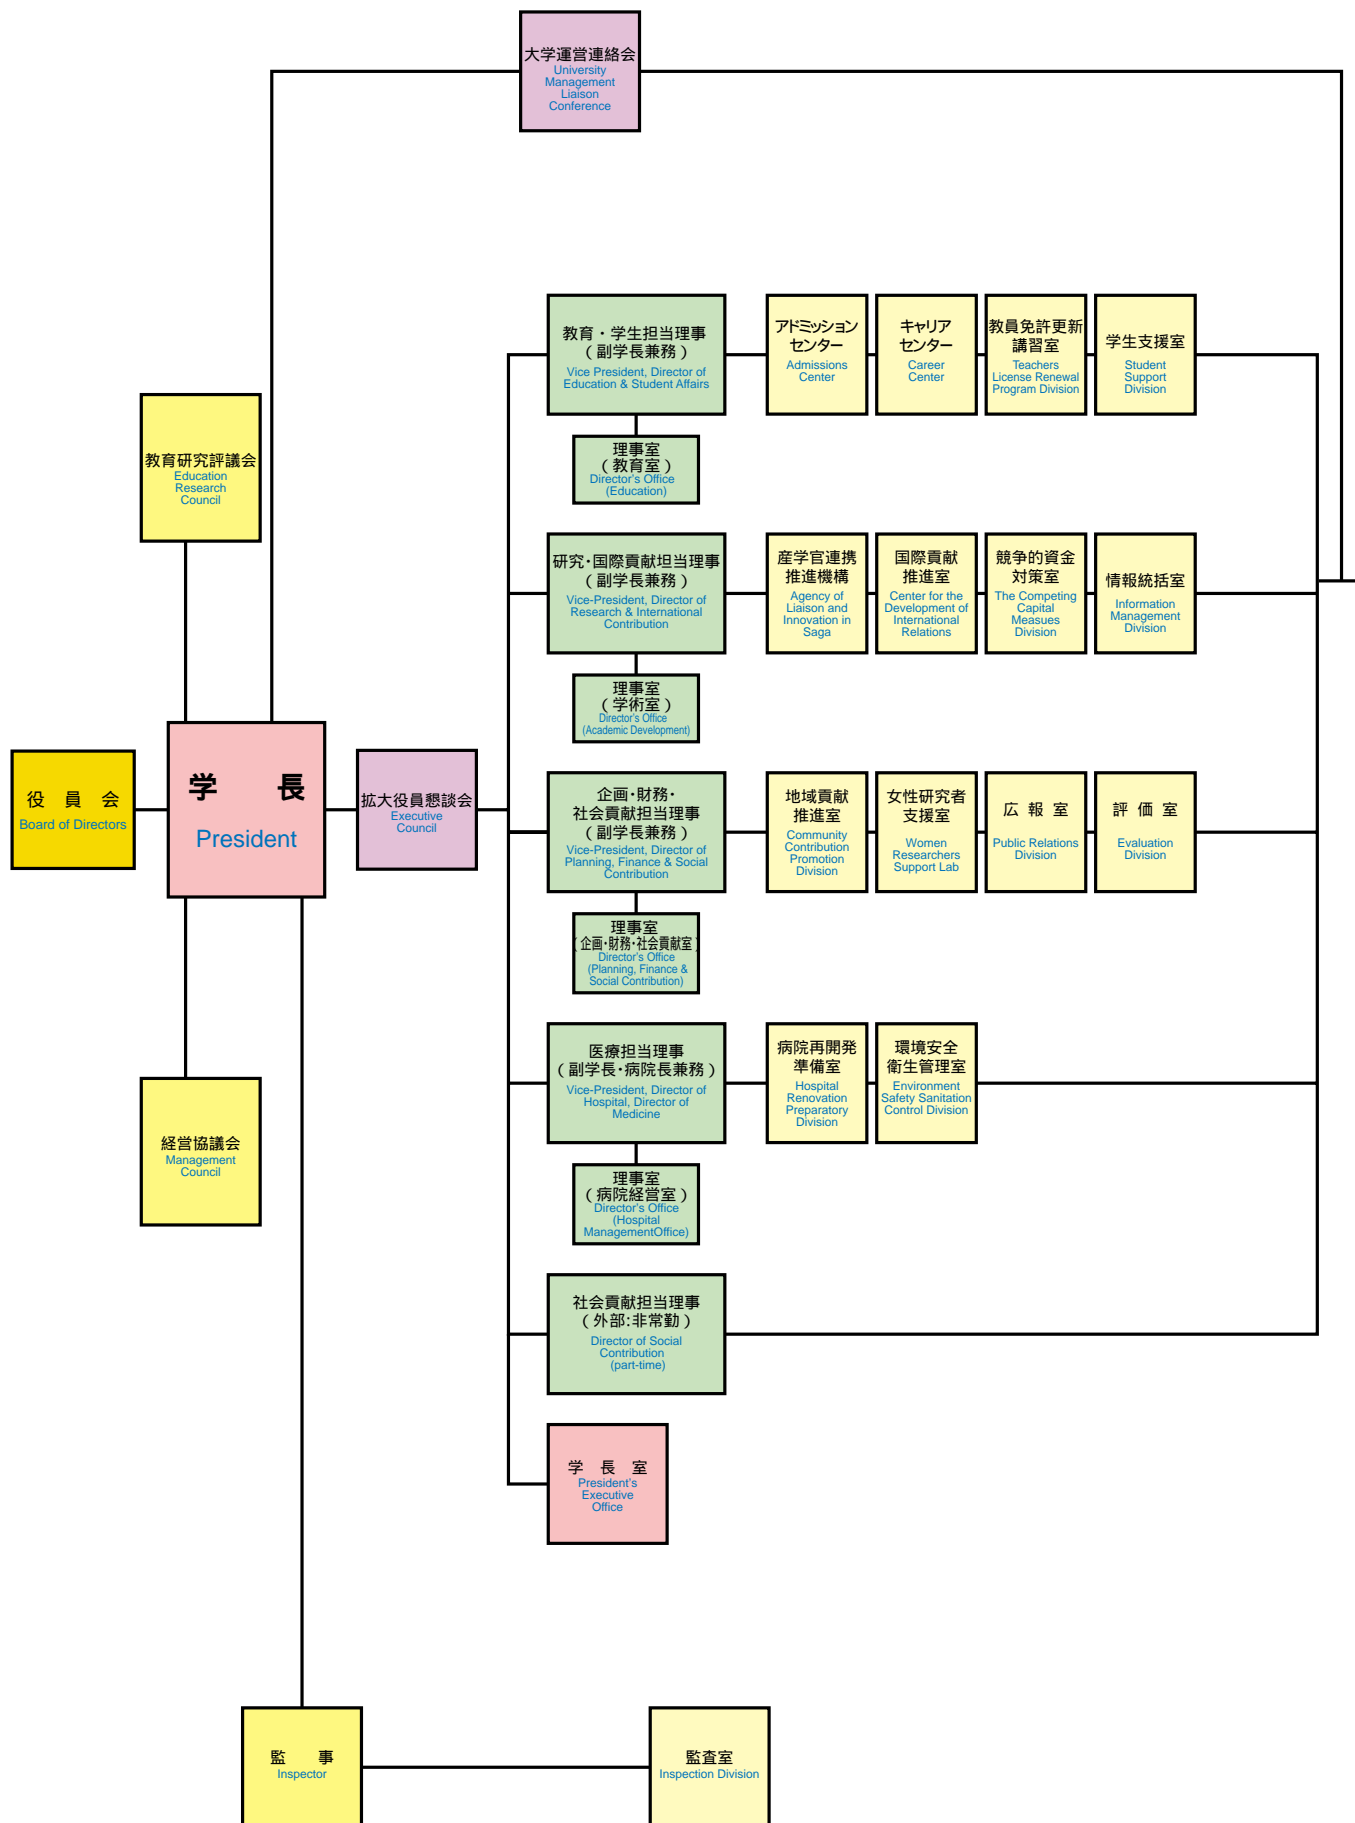 大学運営連絡会
University
Management
Liaison
Conference
教育・学生担当理事
（副学長兼務）
Vice President, Director of
Education & Student Affairs
アドミッション
センター
Admissions
Center
キャリア
センター
Career
Center
教員免許更新
講習室
Teachers
License Renewal
Program Division
学生支援室
Student
Support
Division
理事室
（教育室）
Director's Office
(Education)
教育研究評議会
Education
Research
Council
研究・国際貢献担当理事
（副学長兼務）
Vice-President, Director of
Research & International
Contribution
産学官連携
推進機構
Agency of
Liaison and
Innovation in
Saga
国際貢献
推進室
Center for the
Development of
International
Relations
競争的資金
対策室
The Competing
Capital
Measues
Division
情報統括室
Information
Management
Division
理事室
（学術室）
Director's Office
(Academic Development)
役員会
Board of Directors
学長
President
拡大役員懇談会
Executive
Council
企画・財務・
社会貢献担当理事
（副学長兼務）
Vice-President, Director of
Planning, Finance & Social
Contribution
地域貢献
推進室
Community
Contribution
Promotion
Division
女性研究者
支援室
Women
Researchers
Support Lab
広報室
Public Relations
Division
評価室
Evaluation
Division
理事室
（企画・財務・社会貢献室）
Director's Office
(Planning, Finance &
Social Contribution)
医療担当理事
（副学長・病院長兼務）
Vice-President, Director of
Hospital, Director of
Medicine
病院再開発
準備室
Hospital
Renovation
Preparatory
Division
環境安全
衛生管理室
Environment
Safety Sanitation
Control Division
理事室
（病院経営室）
Director's Office
(Hospital
ManagementOffice)
経営協議会
Management
Council
社会貢献担当理事
（外部:非常勤）
Director of Social
Contribution
(part-time)
学長室
President's
Executive
Office
監事
Inspector
監査室
Inspection Division